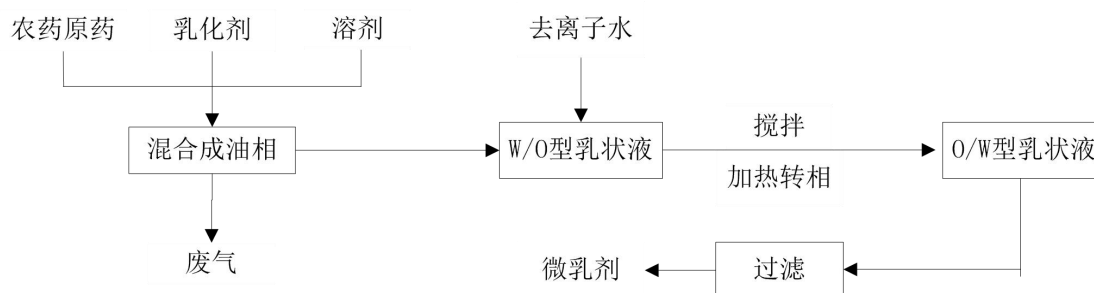 农药原药
乳化剂
溶剂
去离子水
混合成油相
W/O型乳状液
搅拌
加热转相
O/W型乳状液
废气
微乳剂
过滤